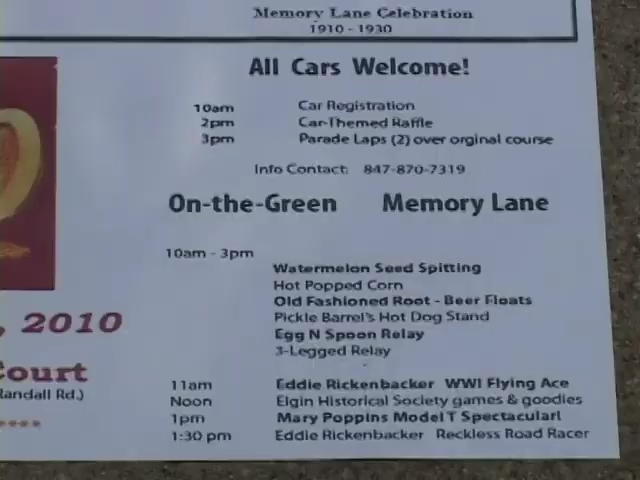 Memory Lane Celebration
1910 - 1930
All Cars Welcome!
10am Car Registration
2pm Car-Themed Raffle
3pm Parade Laps (2) over orginal course
Info Contact: 847-870-7319
On-the-Green Memory Lane
10am - 3pm
Watermelon Seed Spitting
Hot Popped Corn
Old Fashioned Root - Beer Floats
Pickle Barrel's Hot Dog Stand
Egg N Spoon Relay
3-Legged Relay
11am Eddie Rickenbacker WWI Flying Ace
Noon Elgin Historical Society games & goodies
1pm Mary Poppins Model T Spectacular!
1:30 pm Eddie Rickenbacker Reckless Road Racer
, 2010
Court
Randall Rd.)